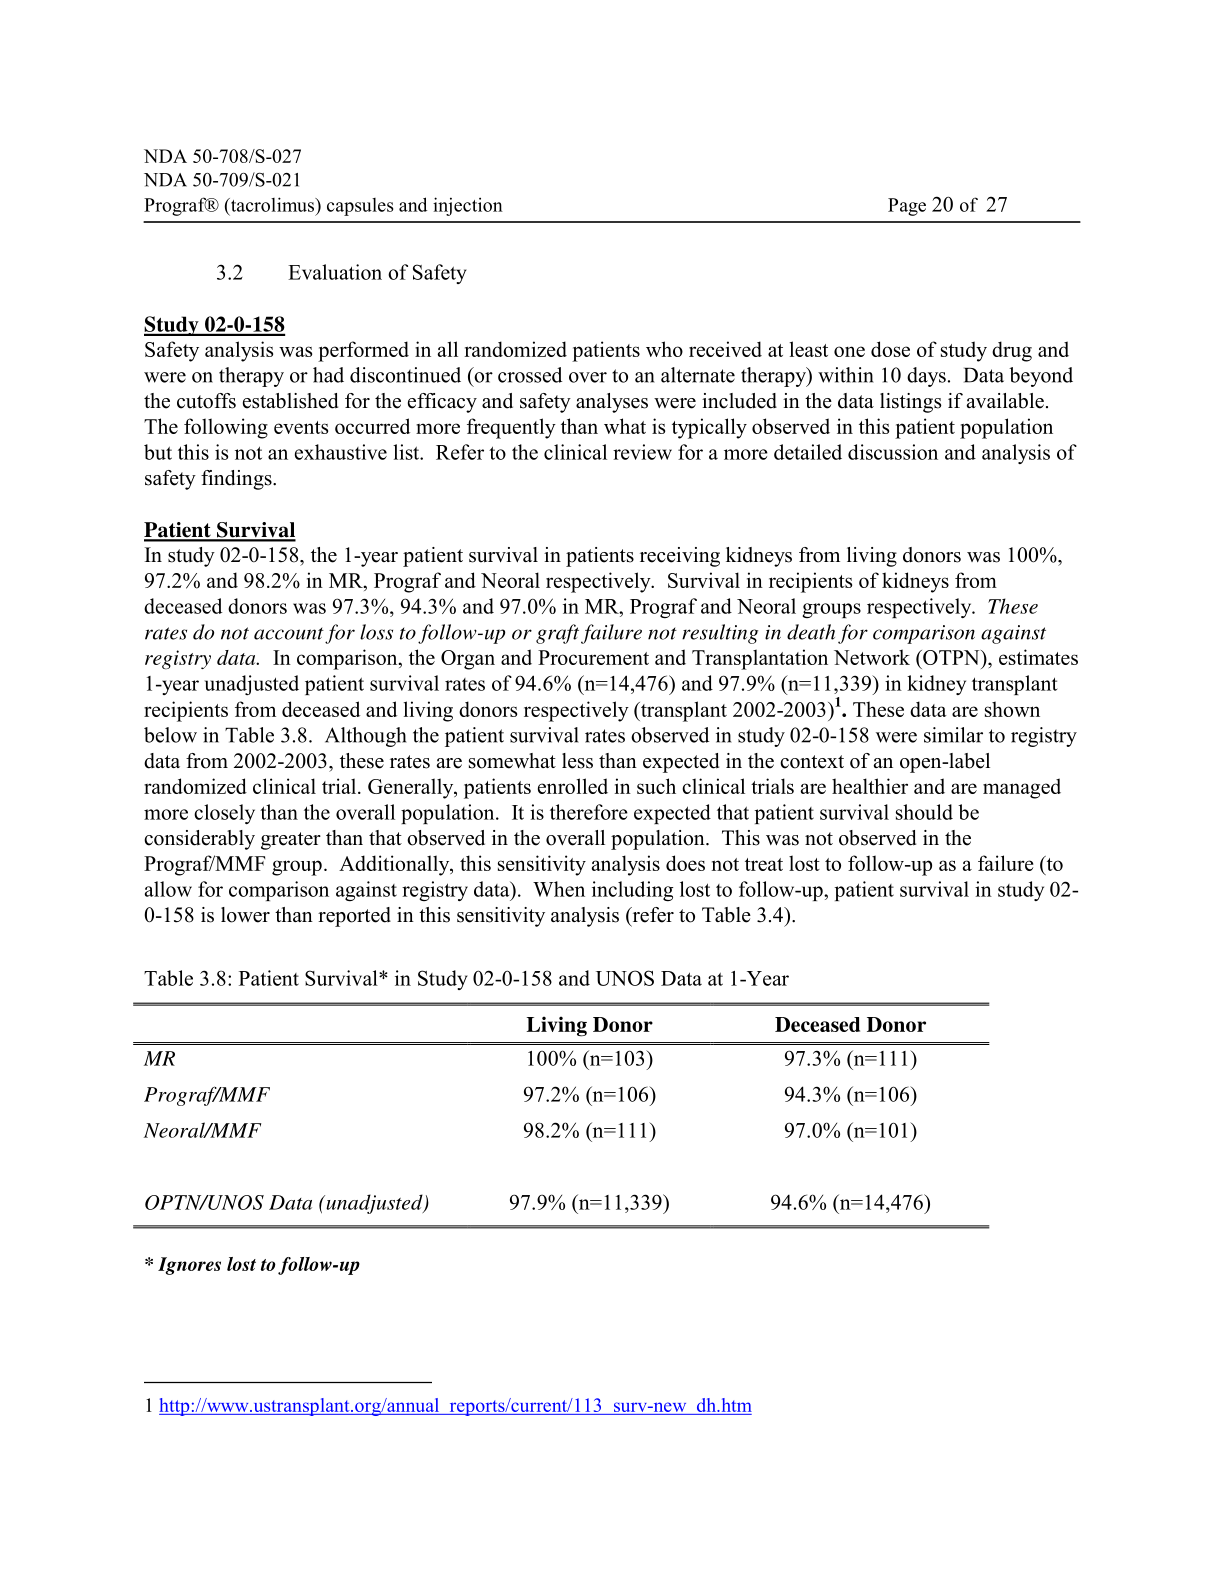 NDA 50-708/S-027
NDA 50-709/S-021
Prograf® (tacrolimus) capsules and injection Page 20 of 27
3.2 Evaluation of Safety
Study 02-0-158
Safety analysis was performed in all randomized patients who received at least one dose of study drug and
were on therapy or had discontinued (or crossed over to an alternate therapy) within 10 days. Data beyond
the cutoffs established for the efficacy and safety analyses were included in the data listings if available.
The following events occurred more frequently than what is typically observed in this patient population
but this is not an exhaustive list. Refer to the clinical review for a more detailed discussion and analysis of
safety findings.
Patient Survival
In study 02-0-158, the 1-year patient survival in patients receiving kidneys from living donors was 100%,
97.2% and 98.2% in MR, Prograf and Neoral respectively. Survival in recipients of kidneys from
deceased donors was 97.3%, 94.3% and 97.0% in MR, Prograf and Neoral groups respectively. These
rates do not account for loss to follow-up or graft failure not resulting in death for comparison against
registry data. In comparison, the Organ and Procurement and Transplantation Network (OTPN), estimates
1-year unadjusted patient survival rates of 94.6% (n=14,476) and 97.9% (n=11,339) in kidney transplant
recipients from deceased and living donors respectively (transplant 2002-2003)1. These data are shown
below in Table 3.8. Although the patient survival rates observed in study 02-0-158 were similar to registry
data from 2002-2003, these rates are somewhat less than expected in the context of an open-label
randomized clinical trial. Generally, patients enrolled in such clinical trials are healthier and are managed
more closely than the overall population. It is therefore expected that patient survival should be
considerably greater than that observed in the overall population. This was not observed in the
Prograf/MMF group. Additionally, this sensitivity analysis does not treat lost to follow-up as a failure (to
allow for comparison against registry data). When including lost to follow-up, patient survival in study 02-
0-158 is lower than reported in this sensitivity analysis (refer to Table 3.4).
Table 3.8: Patient Survival* in Study 02-0-158 and UNOS Data at 1-Year
Living Donor Deceased Donor
MR 100% (n=103) 97.3% (n=111)
Prograf/MMF 97.2% (n=106) 94.3% (n=106)
Neoral/MMF 98.2% (n=111) 97.0% (n=101)
OPTN/UNOS Data (unadjusted) 97.9% (n=11,339) 94.6% (n=14,476)
* Ignores lost to follow-up
1 http://www.ustransplant.org/annual_reports/current/113_surv-new_dh.htm